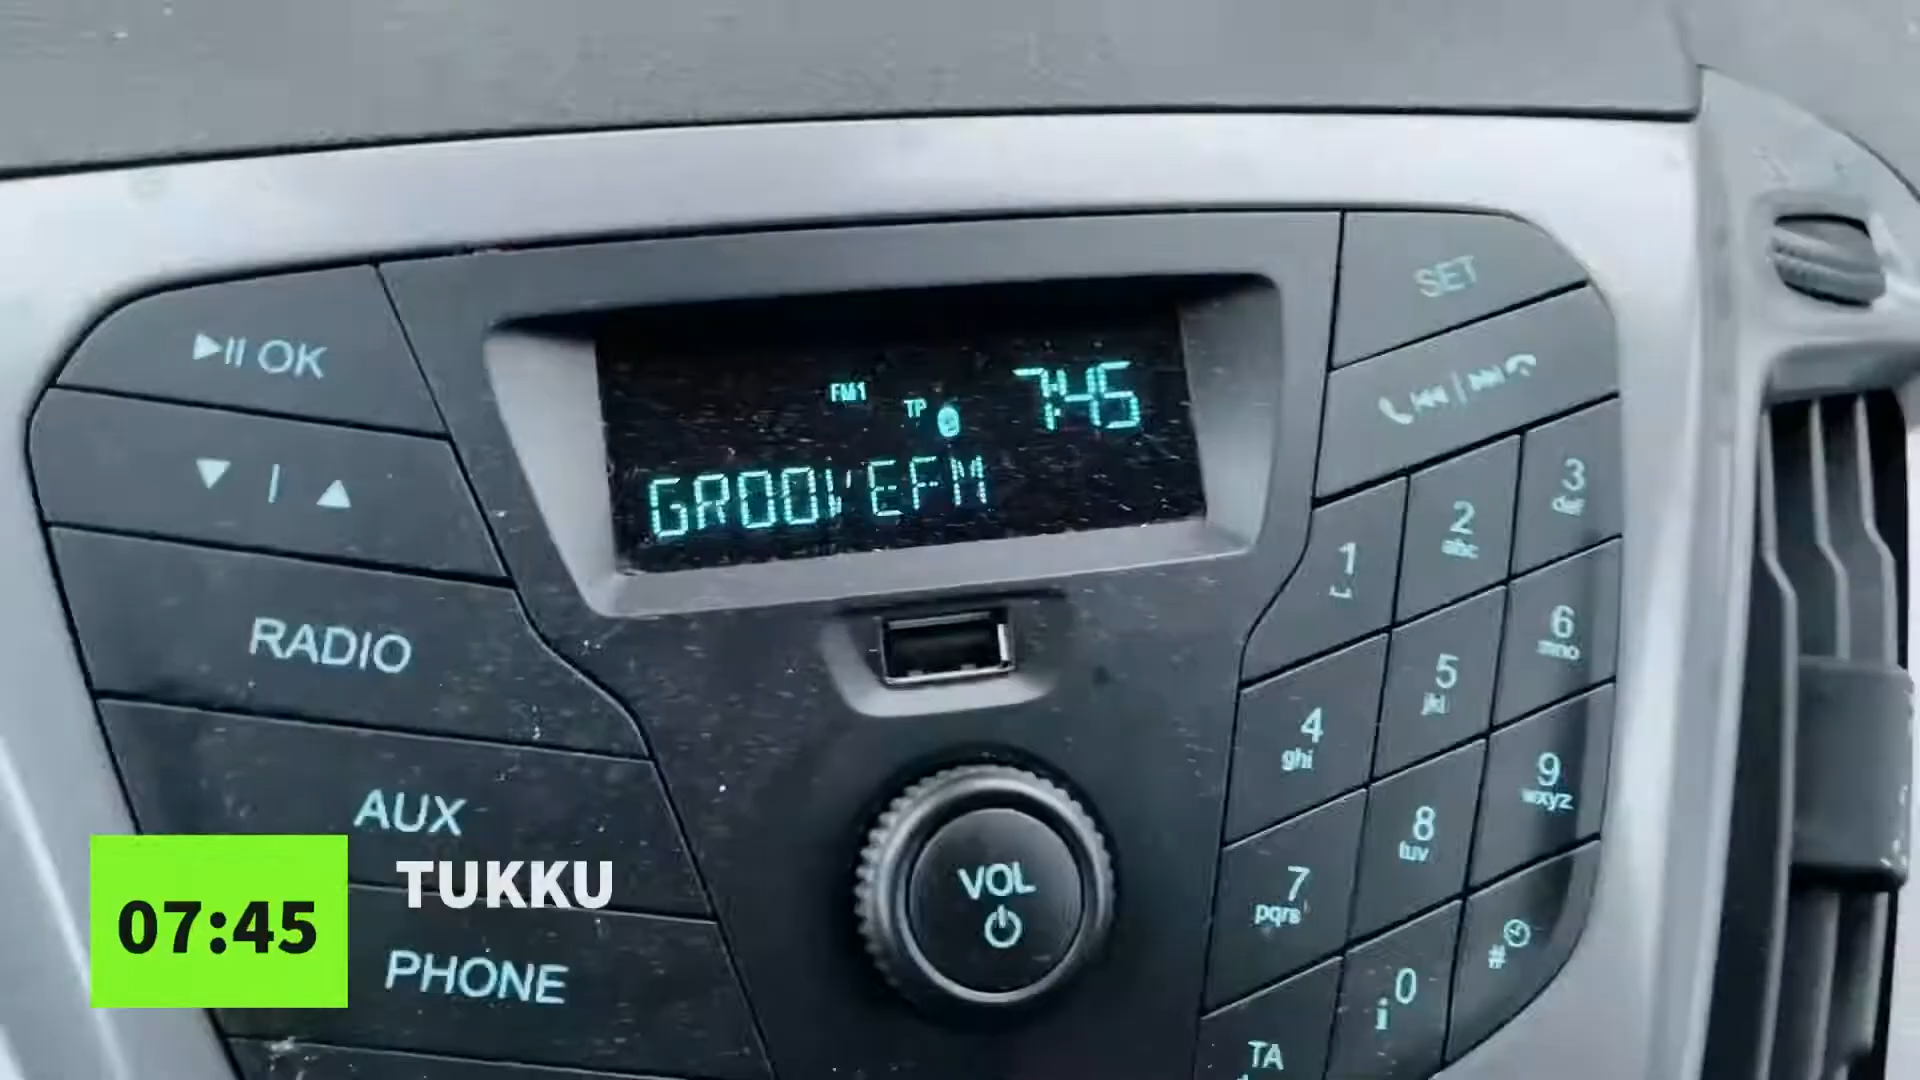 SET
OK
FM1
TP
7:45
GROOVEFM
RADIO
AUX
PHONE
VOL
1
2
abc
3
def
4
ghi
5
jkl
6
mno
7
pqrs
8
tuv
9
wxyz
0
i
#
TA
07:45
TUKKU